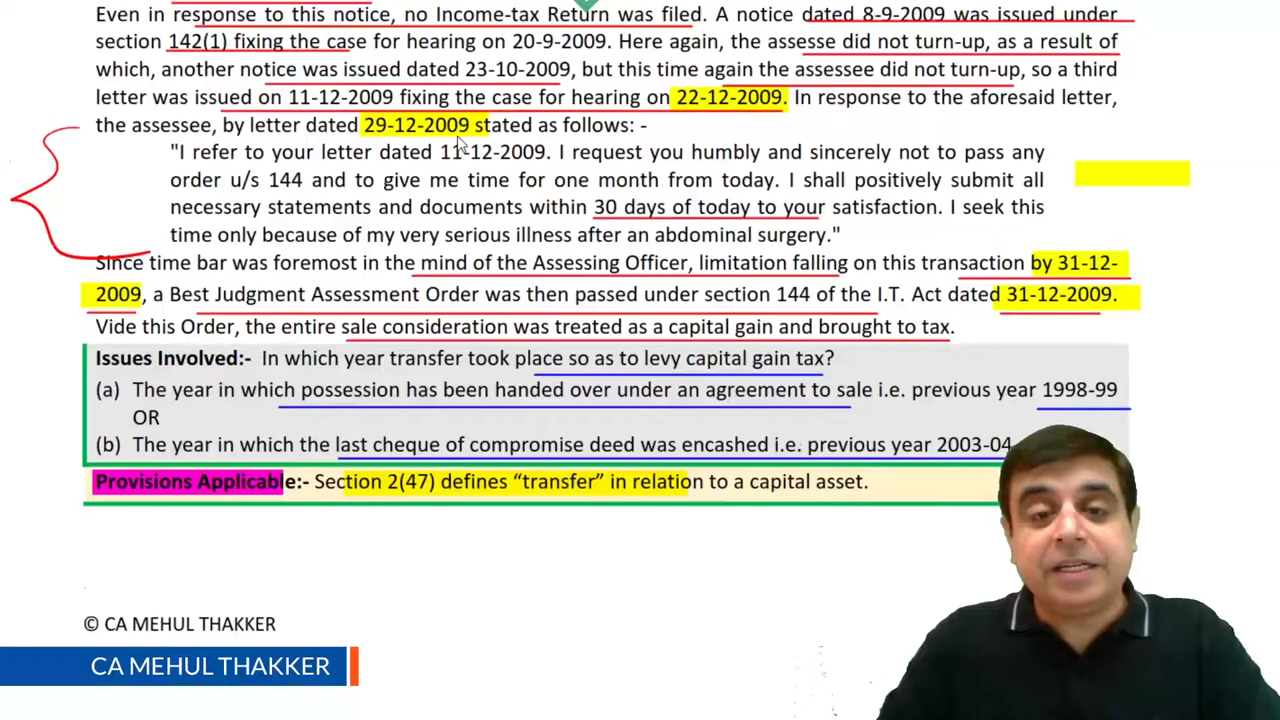 Even in response to this notice, no Income-tax Return was filed. A notice dated 8-9-2009 was issued under
section 142(1) fixing the case for hearing on 20-9-2009. Here again, the assesse did not turn-up, as a result of
which, another notice was issued dated 23-10-2009, but this time again the assessee did not turn-up, so a third
letter was issued on 11-12-2009 fixing the case for hearing on 22-12-2009. In response to the aforesaid letter,
the assessee, by letter dated 29-12-2009 stated as follows: -
"I refer to your letter dated 11-12-2009. I request you humbly and sincerely not to pass any
order u/s 144 and to give me time for one month from today. I shall positively submit all
necessary statements and documents within 30 days of today to your satisfaction. I seek this
time only because of my very serious illness after an abdominal surgery."
Since time bar was foremost in the mind of the Assessing Officer, limitation falling on this transaction by 31-12-
2009, a Best Judgment Assessment Order was then passed under section 144 of the I.T. Act dated 31-12-2009.
Vide this Order, the entire sale consideration was treated as a capital gain and brought to tax.
Issues Involved:- In which year transfer took place so as to levy capital gain tax?
(a) The year in which possession has been handed over under an agreement to sale i.e. previous year 1998-99
OR
(b) The year in which the last cheque of compromise deed was encashed i.e. previous year 2003-04
Provisions Applicable:- Section 2(47) defines “transfer” in relation to a capital asset.
© CA MEHUL THAKKER
CA MEHUL THAKKER